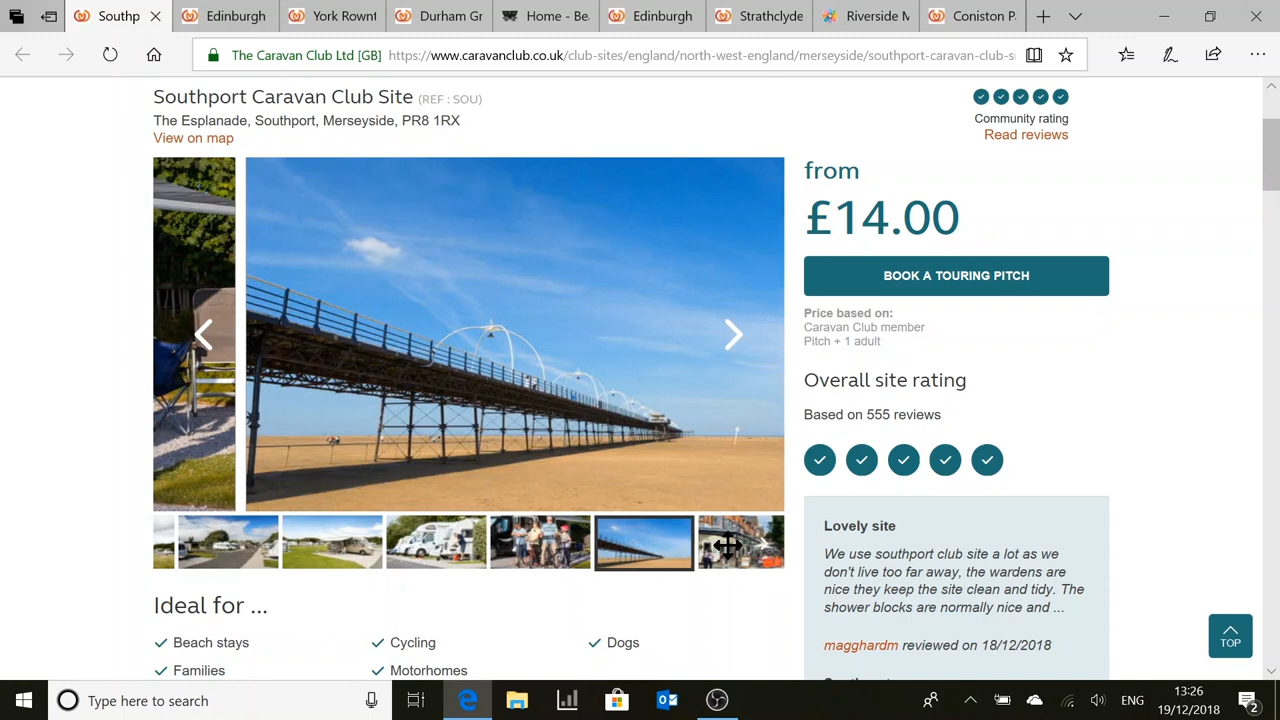 Southp
Edinburgh
York Rownt
Durham Gr
Home - Be
Edinburgh
Strathclyde
Riverside M
Coniston P
The Caravan Club Ltd [GB] https://www.caravanclub.co.uk/club-sites/england/north-west-england/merseyside/southport-caravan-club-s
Southport Caravan Club Site (REF : SOU)
The Esplanade, Southport, Merseyside, PR8 1RX
View on map
Community rating
Read reviews
from
£14.00
BOOK A TOURING PITCH
Price based on:
Caravan Club member
Pitch + 1 adult
Overall site rating
Based on 555 reviews
Lovely site
We use southport club site a lot as we
don't live too far away, the wardens are
nice they keep the site clean and tidy. The
shower blocks are normally nice and ...
magghardm reviewed on 18/12/2018
Ideal for ...
Beach stays
Cycling
Dogs
Families
Motorhomes
TOP
Type here to search
ENG
13:26
19/12/2018
2